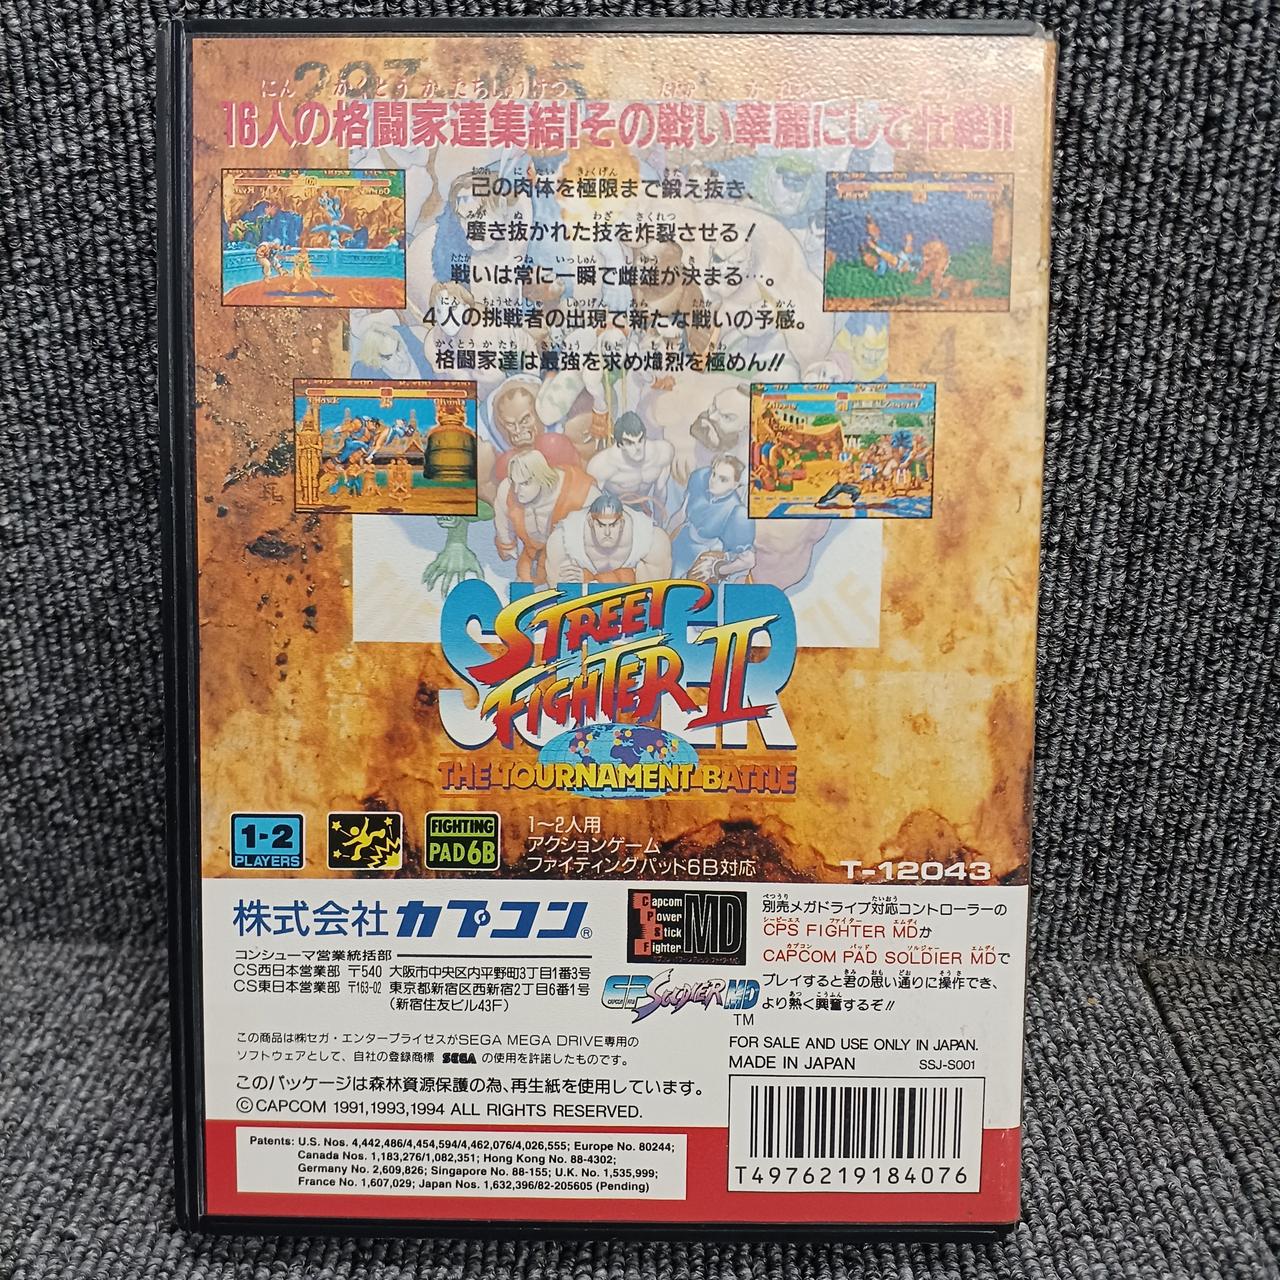 16人の格闘家達集結!その戦い華麗にして壮絶!!
己の肉体を極限まで鍛え抜き、
磨き抜かれた技を炸裂させる!
戦いは常に一瞬で雌雄が決まる…。
4人の挑戦者の出現で新たな戦いの予感。
格闘家達は最強を求め熾烈を極めん!!
SUPER
STREET
FIGHTER II
THE TOURNAMENT BATTLE
1-2
PLAYERS
FIGHTING
PAD 6B
1〜2人用
アクションゲーム
ファイティングパッド6B対応
T-12043
株式会社カプコン®
コンシューマ営業統括部
CS西日本営業部 〒540 大阪市中央区内平野町3丁目1番3号
CS東日本営業部 〒163-02 東京都新宿区西新宿2丁目6番1号
(新宿住友ビル43F)
Capcom
Power
Stick
Fighter
MD
CAPCOM PAD SOLDIER MD
TM
別売メガドライブ対応コントローラーの
CPS FIGHTER MDか
CAPCOM PAD SOLDIER MDで
プレイすると君の思い通りに操作でき、
より熱く興奮するぞ!!
この商品は㈱セガ・エンタープライゼスがSEGA MEGA DRIVE専用の
ソフトウェアとして、自社の登録商標 SEGA の使用を許諾したものです。
FOR SALE AND USE ONLY IN JAPAN.
MADE IN JAPAN
SSJ-S001
このパッケージは森林資源保護の為、再生紙を使用しています。
©CAPCOM 1991,1993,1994 ALL RIGHTS RESERVED.
Patents: U.S. Nos. 4,442,486/4,454,594/4,462,076/4,026,555; Europe No. 80244;
Canada Nos. 1,183,276/1,082,351; Hong Kong No. 88-4302;
Germany No. 2,609,826; Singapore No. 88-155; U.K. No. 1,535,999;
France No. 1,607,029; Japan Nos. 1,632,396/82-205605 (Pending)
T4976219184076